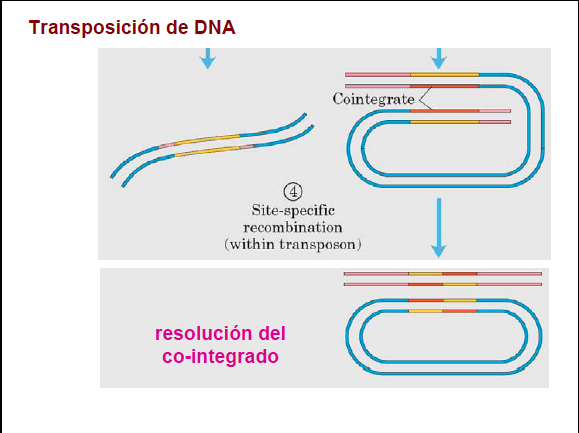 Transposición de DNA
Cointegrate
④
Site-specific
recombination
(within transposon)
resolución del
co-integrado